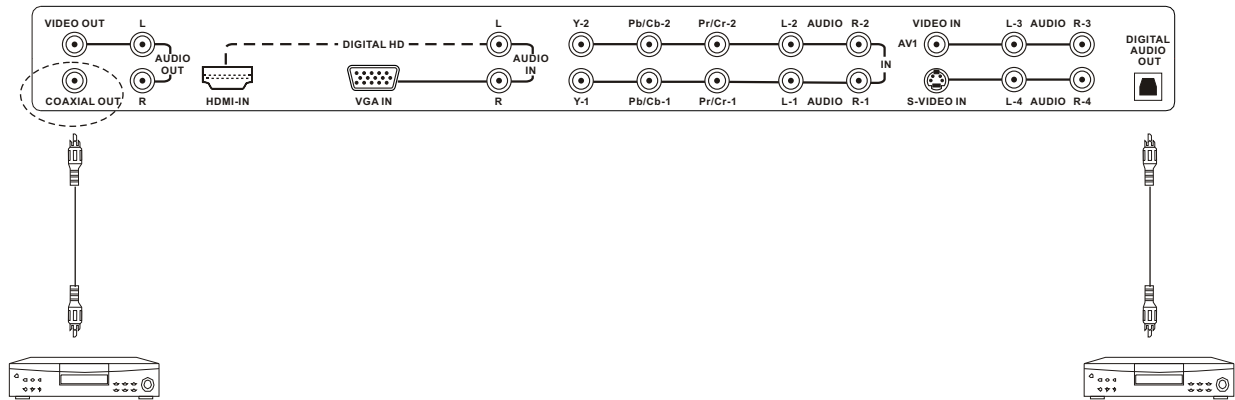 VIDEO OUT L
AUDIO OUT
COAXIAL OUT R
DIGITAL HD
HDMI-IN
VGA IN
L
AUDIO IN
R
Y-2 Pb/Cb-2 Pr/Cr-2 L-2 AUDIO R-2
IN
Y-1 Pb/Cb-1 Pr/Cr-1 L-1 AUDIO R-1
VIDEO IN L-3 AUDIO R-3
AV1
S-VIDEO IN L-4 AUDIO R-4
DIGITAL
AUDIO
OUT